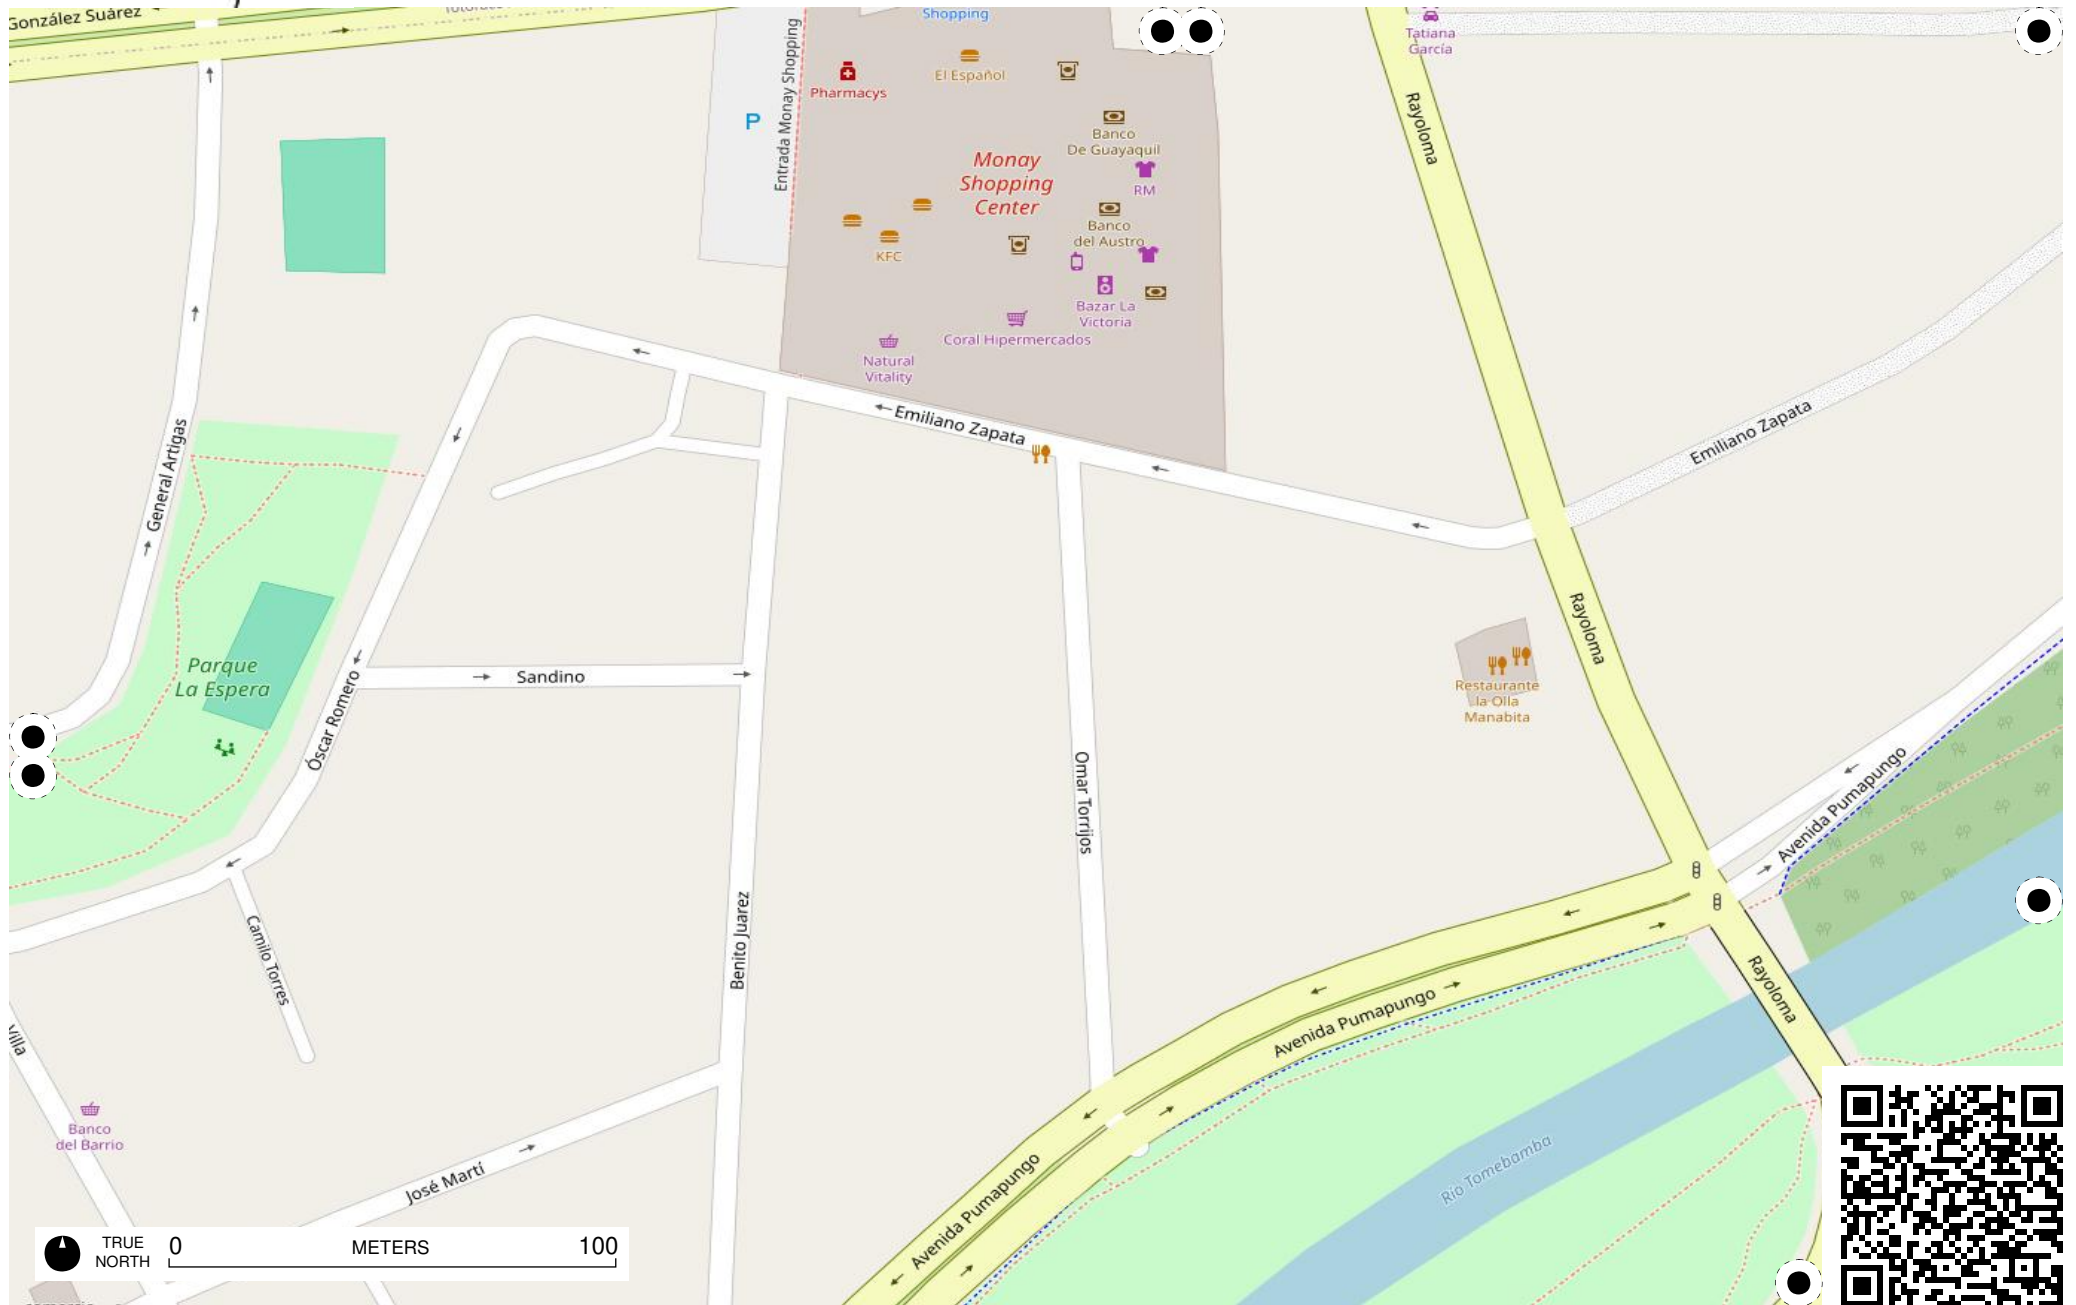 González Suárez
Shopping
Tatiana
García
Entrada Monay Shopping
Pharmacys
El Español
P
Banco
De Guayaquil
Rayoloma
Monay
Shopping
Center
RM
Banco
del Austro
KFC
Bazar La
Victoria
Coral Hipermercados
Natural
Vitality
Emiliano Zapata
Emiliano Zapata
General Artigas
Rayoloma
Parque
La Espera
Sandino
Óscar Romero
Restaurante
la Olla
Manabita
Omar Torrijos
Avenida Pumapungo
Benito Juarez
Camilo Torres
Rayoloma
Avenida Pumapungo
Villa
Banco
del Barrio
José Martí
Avenida Pumapungo
Río Tomebamba
TRUE
NORTH
0 METERS 100